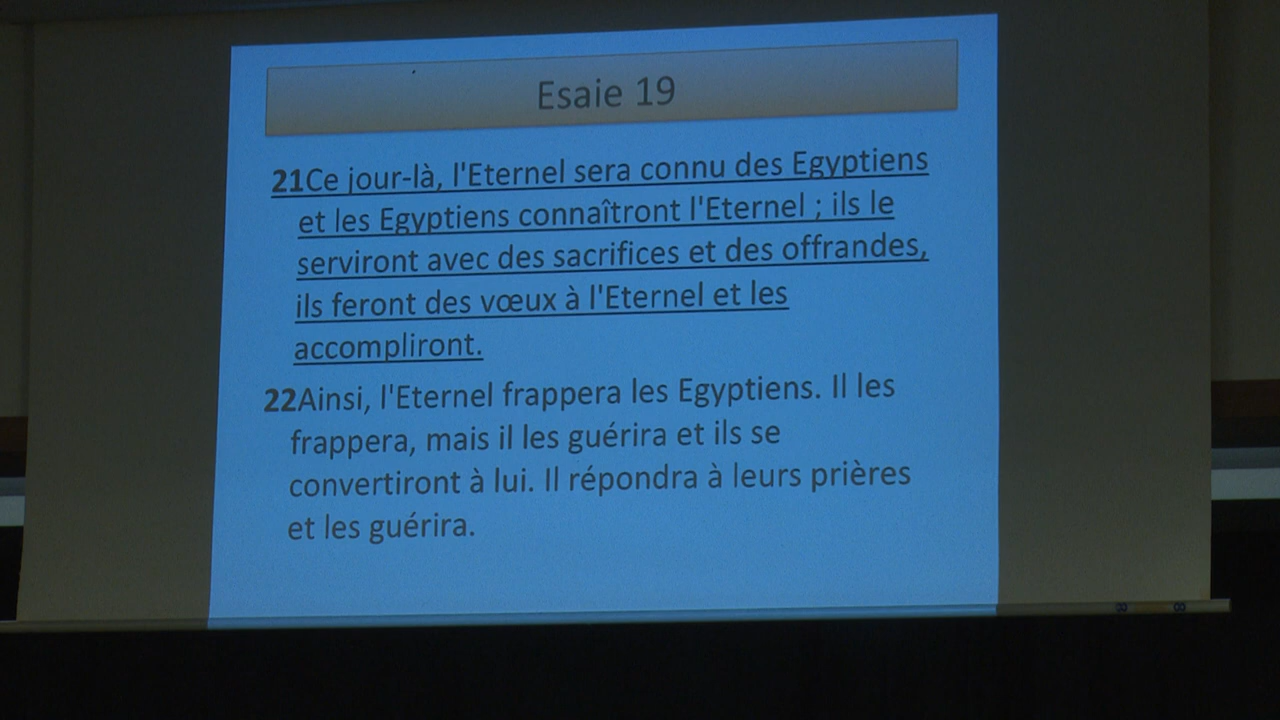 Esaie 19
21Ce jour-là, l'Eternel sera connu des Egyptiens
et les Egyptiens connaîtront l'Eternel ; ils le
serviront avec des sacrifices et des offrandes,
ils feront des vœux à l'Eternel et les
accompliront.
22Ainsi, l'Eternel frappera les Egyptiens. Il les
frappera, mais il les guérira et ils se
convertiront à lui. Il répondra à leurs prières
et les guérira.